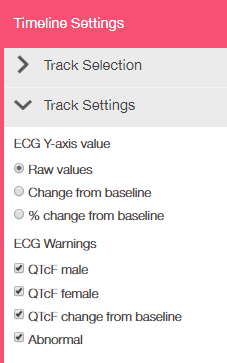 Timeline Settings
Track Selection
Track Settings
ECG Y-axis value
Raw values
Change from baseline
% change from baseline
ECG Warnings
QTcF male
QTcF female
QTcF change from baseline
Abnormal